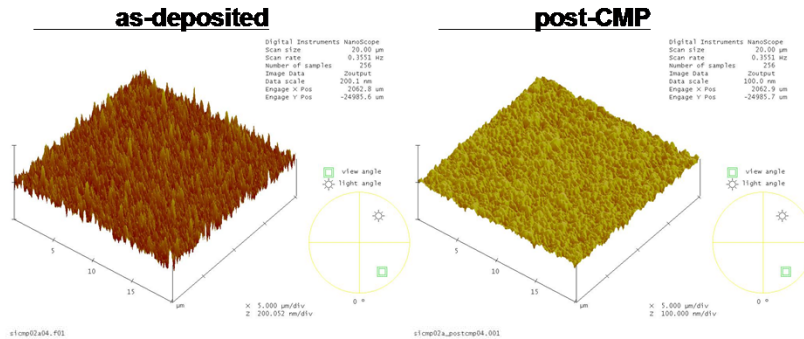 as-deposited
Digital Instruments NanoScope
Scan size 20.00 µm
Scan rate 0.3551 Hz
Number of samples 256
Image Data Zoutput
Data scale 200.1 nm
Engage X Pos 2062.8 um
Engage Y Pos -24985.6 um
view angle
light angle
5
10
15
µm
0 °
X 5.000 µm/div
Z 200.052 nm/div
sicmp02a04.f01
post-CMP
Digital Instruments NanoScope
Scan size 20.00 µm
Scan rate 0.3551 Hz
Number of samples 256
Image Data Zoutput
Data scale 100.0 nm
Engage X Pos 2062.9 um
Engage Y Pos -24985.7 um
view angle
light angle
5
10
15
µm
0 °
X 5.000 µm/div
Z 100.000 nm/div
sicmp02a_postcmp04.001